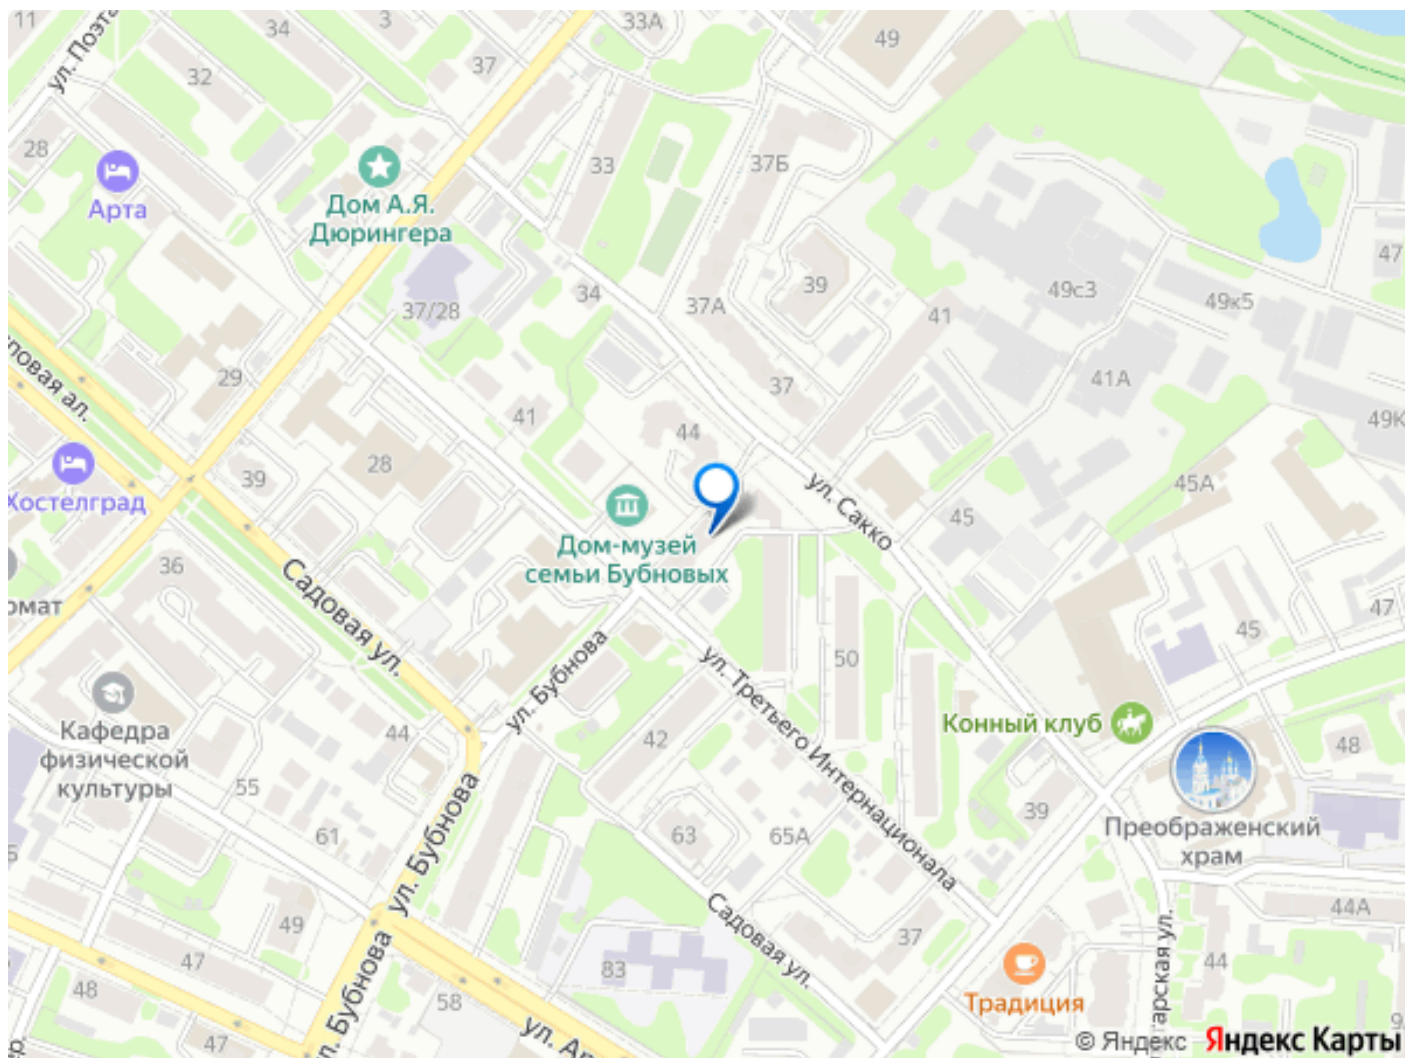 11
34
3
33А
49
ул. Поэта
32
37
28
33
37Б
Арта
Дом А.Я.
Дюрингера
47
37/28
34
37А
39
41
49с3
49к5
29
41
37
41А
44
28
39
Хостелград
ул. Сакко
45А
45
Дом-музей
семьи Бубновых
36
Садовая ул.
47
45
ул. Бубнова
ул. Третьего Интернационала
50
Кафедра
физической
культуры
44
42
Конный клуб
48
55
61
63
65А
39
Преображенский
храм
ул. Бубнова
Садовая ул.
44А
49
37
47
83
44
48
58
Традиция
47
ул. Бубнова
© Яндекс Яндекс Карты